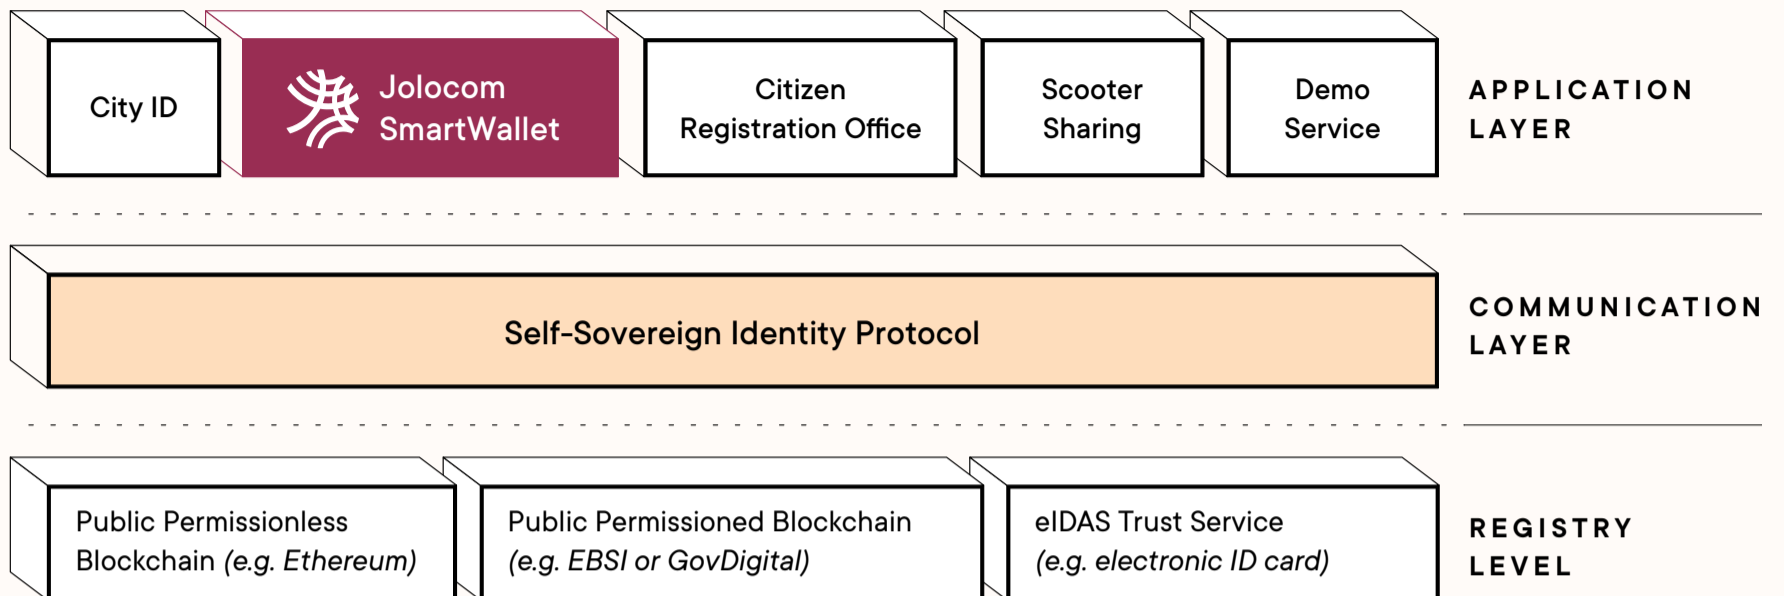 City ID
Jolocom
SmartWallet
Citizen
Registration Office
Scooter
Sharing
Demo
Service
APPLICATION
LAYER
Self-Sovereign Identity Protocol
COMMUNICATION
LAYER
Public Permissionless
Blockchain (e.g. Ethereum)
Public Permissioned Blockchain
(e.g. EBSI or GovDigital)
eIDAS Trust Service
(e.g. electronic ID card)
REGISTRY
LEVEL